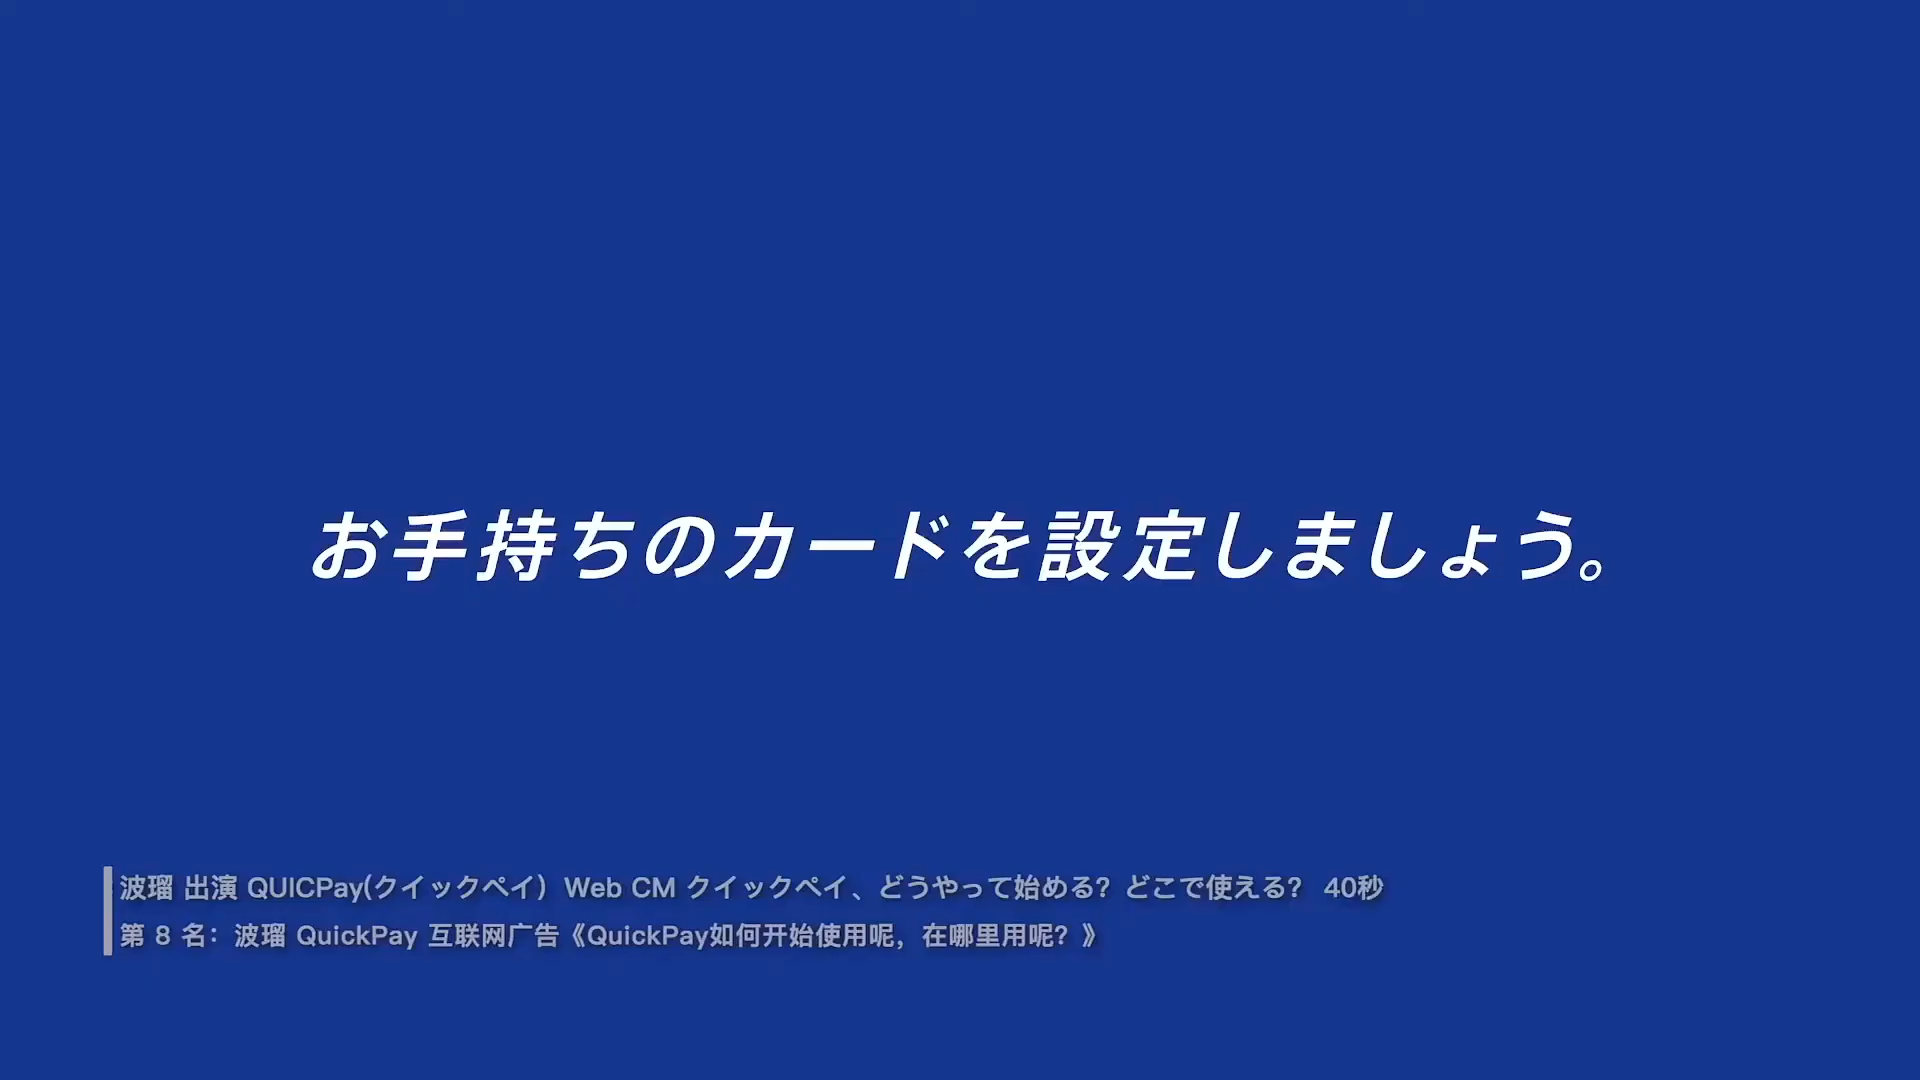 お手持ちのカードを設定しましょう。
波瑠 出演 QUICPay(クイックペイ）Web CM クイックペイ、どうやって始める？どこで使える？ 40秒
第 8 名：波瑠 QuickPay 互联网广告《QuickPay如何开始使用呢，在哪里用呢？》